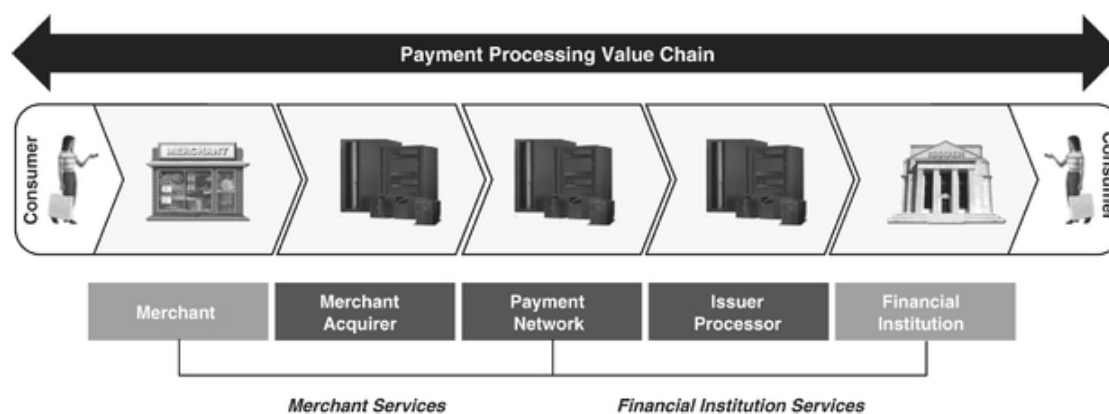 Payment Processing Value Chain
Consumer
MERCHANT
ISSUER
Consumer
Merchant
Merchant
Acquirer
Payment
Network
Issuer
Processor
Financial
Institution
Merchant Services
Financial Institution Services